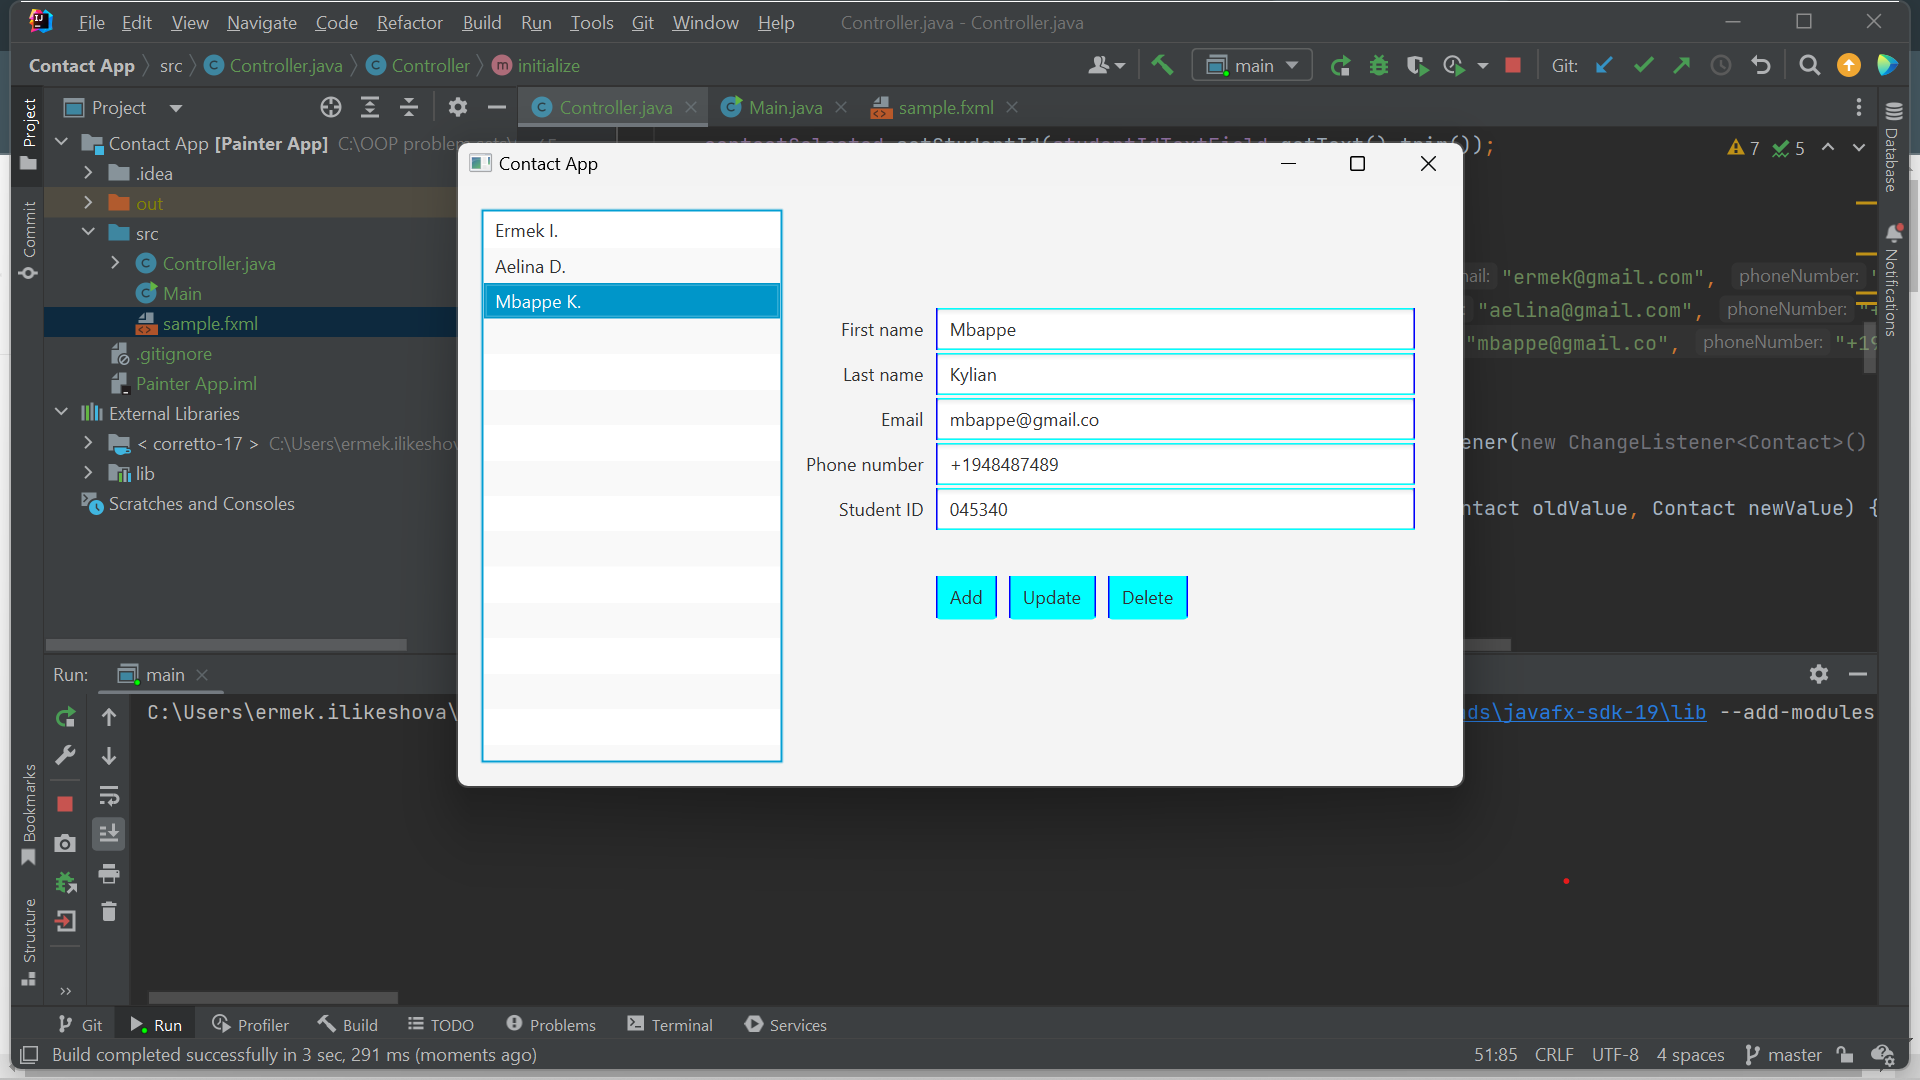 File Edit View Navigate Code Refactor Build Run Tools Git Window Help Controller.java - Controller.java
Contact App src Controller.java Controller initialize main Git:
Project Controller.java Main.java sample.fxml
Contact App [Painter App] C:\OOP
.idea
out
src
Controller.java
Main
sample.fxml
.gitignore
Painter App.iml
External Libraries
< corretto-17 > C:\Users\ermek.ilikeshov
lib
Scratches and Consoles
Project
Commit
Bookmarks
Structure
7 5
"ermek@gmail.com", phoneNumber: "
"aelina@gmail.com", phoneNumber: "+
"mbappe@gmail.co", phoneNumber: "+19
ener(new ChangeListener<Contact>()
ntact oldValue, Contact newValue) {
Database
Notifications
Contact App
Ermek I.
Aelina D.
Mbappe K.
First name Mbappe
Last name Kylian
Email mbappe@gmail.co
Phone number +1948487489
Student ID 045340
Add Update Delete
Run: main
C:\Users\ermek.ilikeshova\ ds\javafx-sdk-19\lib --add-modules
Git Run Profiler Build TODO Problems Terminal Services
Build completed successfully in 3 sec, 291 ms (moments ago) 51:85 CRLF UTF-8 4 spaces master